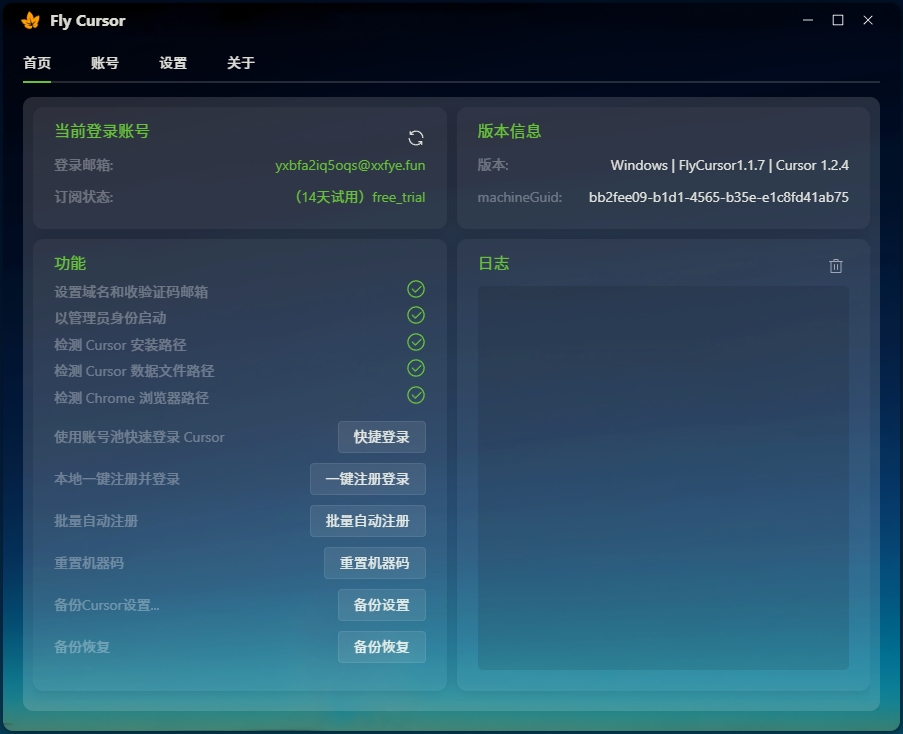 Fly Cursor
首页 账号 设置 关于
当前登录账号
登录邮箱: yxbfa2iq5oqs@xxfye.fun
订阅状态: （14天试用）free_trial
版本信息
版本: Windows | FlyCursor1.1.7 | Cursor 1.2.4
machineGuid: bb2fee09-b1d1-4565-b35e-e1c8fd41ab75
功能
设置域名和收验证码邮箱
以管理员身份启动
检测 Cursor 安装路径
检测 Cursor 数据文件路径
检测 Chrome 浏览器路径
使用账号池快速登录 Cursor 快捷登录
本地一键注册并登录 一键注册登录
批量自动注册 批量自动注册
重置机器码 重置机器码
备份Cursor设置... 备份设置
备份恢复 备份恢复
日志